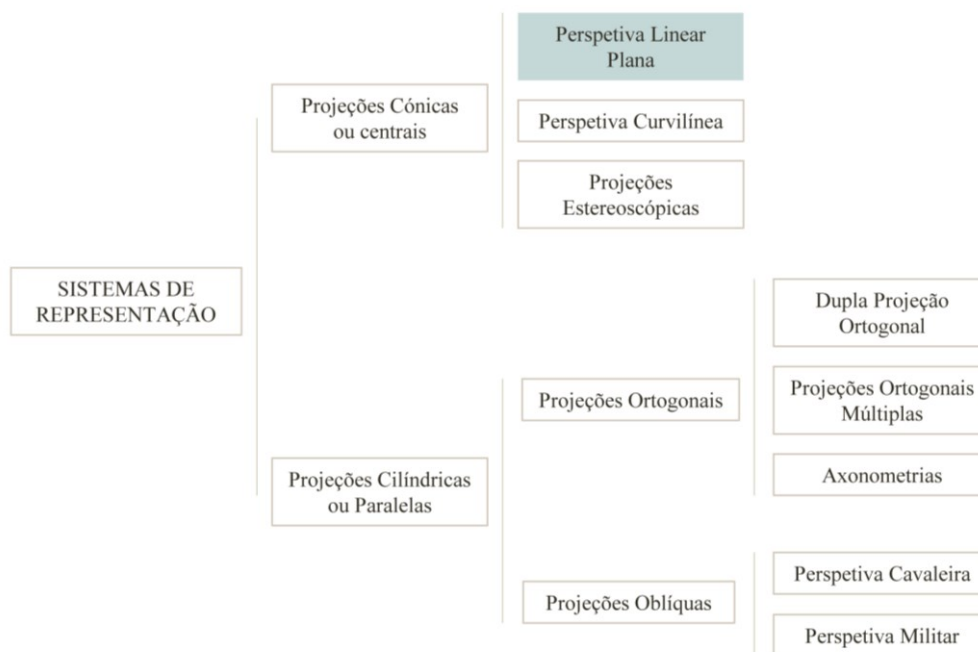 Perspetiva Linear
Plana
Projeções Cónicas
ou centrais
Perspetiva Curvilínea
Projeções
Estereoscópicas
SISTEMAS DE
REPRESENTAÇÃO
Dupla Projeção
Ortogonal
Projeções Ortogonais
Projeções Ortogonais
Múltiplas
Projeções Cilíndricas
ou Paralelas
Axonometrias
Projeções Oblíquas
Perspetiva Cavaleira
Perspetiva Militar